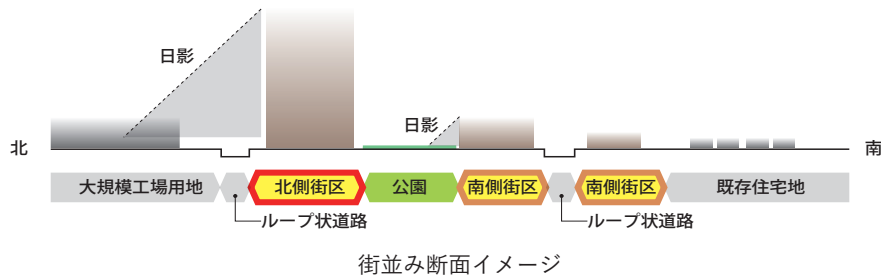 日影
日影
北
南
大規模工場用地
北側街区
公園
南側街区
南側街区
既存住宅地
ループ状道路
ループ状道路
街並み断面イメージ